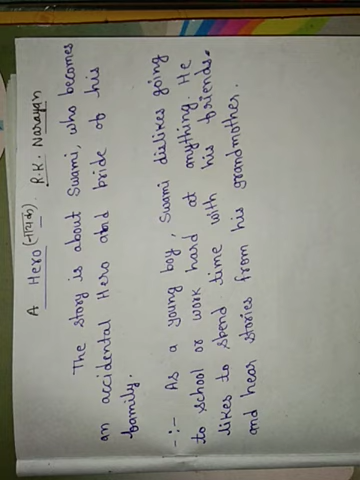 A Hero (नायक) - R.K. Narayan
The story is about Swami, who becomes
an accidental Hero abd bride of his
family.
-:- As a young boy, Swami dislikes going
to school or work hard at anything. He
likes to spend time with his friends.
and hear stories from his grandmother.